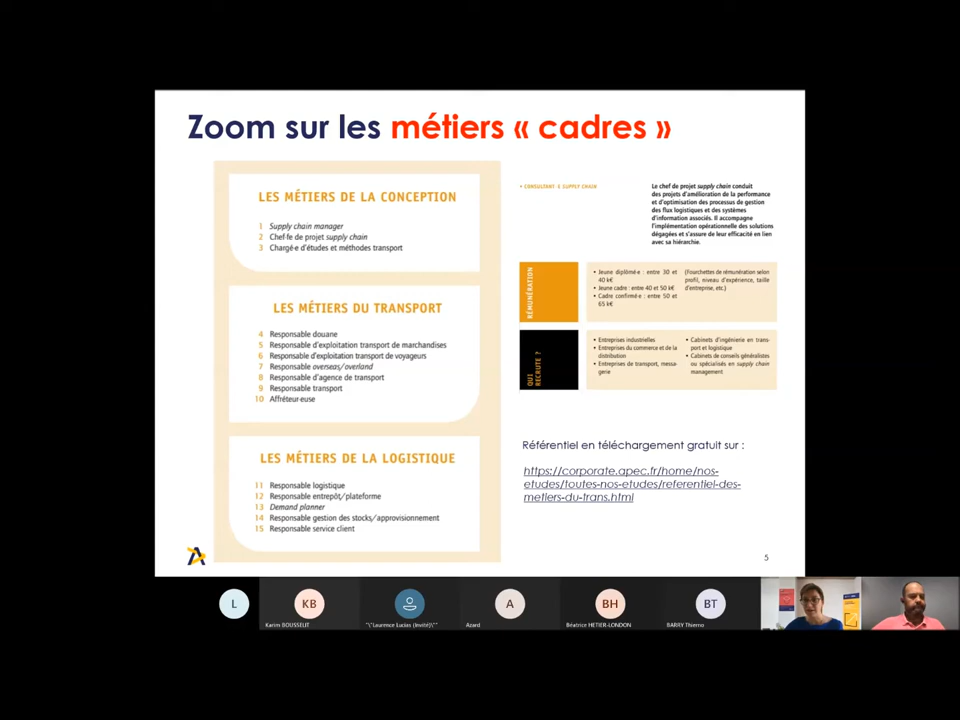 Zoom sur les métiers « cadres »
LES MÉTIERS DE LA CONCEPTION
1 Supply chain manager
2 Chef·fe de projet supply chain
3 Chargé·e d'études et méthodes transport
LES MÉTIERS DU TRANSPORT
4 Responsable douane
5 Responsable d'exploitation transport de marchandises
6 Responsable d'exploitation transport de voyageurs
7 Responsable overseas/overland
8 Responsable d'agence de transport
9 Responsable transport
10 Affréteur·euse
LES MÉTIERS DE LA LOGISTIQUE
11 Responsable logistique
12 Responsable entrepôt/plateforme
13 Demand planner
14 Responsable gestion des stocks/approvisionnement
15 Responsable service client
• CONSULTANT·E SUPPLY CHAIN
Le chef de projet supply chain conduit
des projets d'amélioration de la performance
et d'optimisation des processus de gestion
des flux logistiques et des systèmes
d'information associés. Il accompagne
l'implémentation opérationnelle des solutions
dégagées et s'assure de leur efficacité en lien
avec sa hiérarchie.
RÉMUNÉRATION
• Jeune diplômé·e : entre 30 et
40 k€
• Jeune cadre : entre 40 et 50 k€
• Cadre confirmé·e : entre 50 et
65 k€
(Fourchettes de rémunération selon
profil, niveau d'expérience, taille
d'entreprise, etc.)
QUI
RECRUTE ?
• Entreprises industrielles
• Entreprises du commerce et de la
distribution
• Entreprises de transport, messa-
gerie
• Cabinets d'ingénierie en trans-
port et logistique
• Cabinets de conseils généralistes
ou spécialisés en supply chain
management
Référentiel en téléchargement gratuit sur :
https://corporate.apec.fr/home/nos-
etudes/toutes-nos-etudes/referentiel-des-
metiers-du-trans.html
5
L
KB
A
BH
BT
Karim BOUSSELIT
"\"Laurence Lucias (Invité)\""
Azard
Béatrice HETIER-LONDON
BARRY Thierno